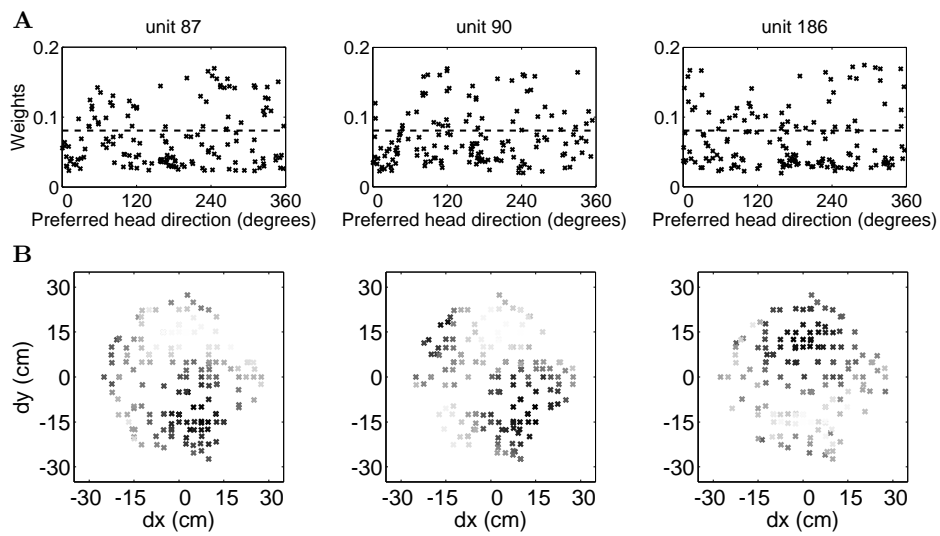 A
unit 87 unit 90 unit 186
Weights
0.2 0.2 0.2
0.1 0.1 0.1
0 0 0
0 120 240 360 0 120 240 360 0 120 240 360
Preferred head direction (degrees) Preferred head direction (degrees) Preferred head direction (degrees)
B
dy (cm)
30 30 30
15 15 15
0 0 0
-15 -15 -15
-30 -30 -30
-30 -15 0 15 30 -30 -15 0 15 30 -30 -15 0 15 30
dx (cm) dx (cm) dx (cm)